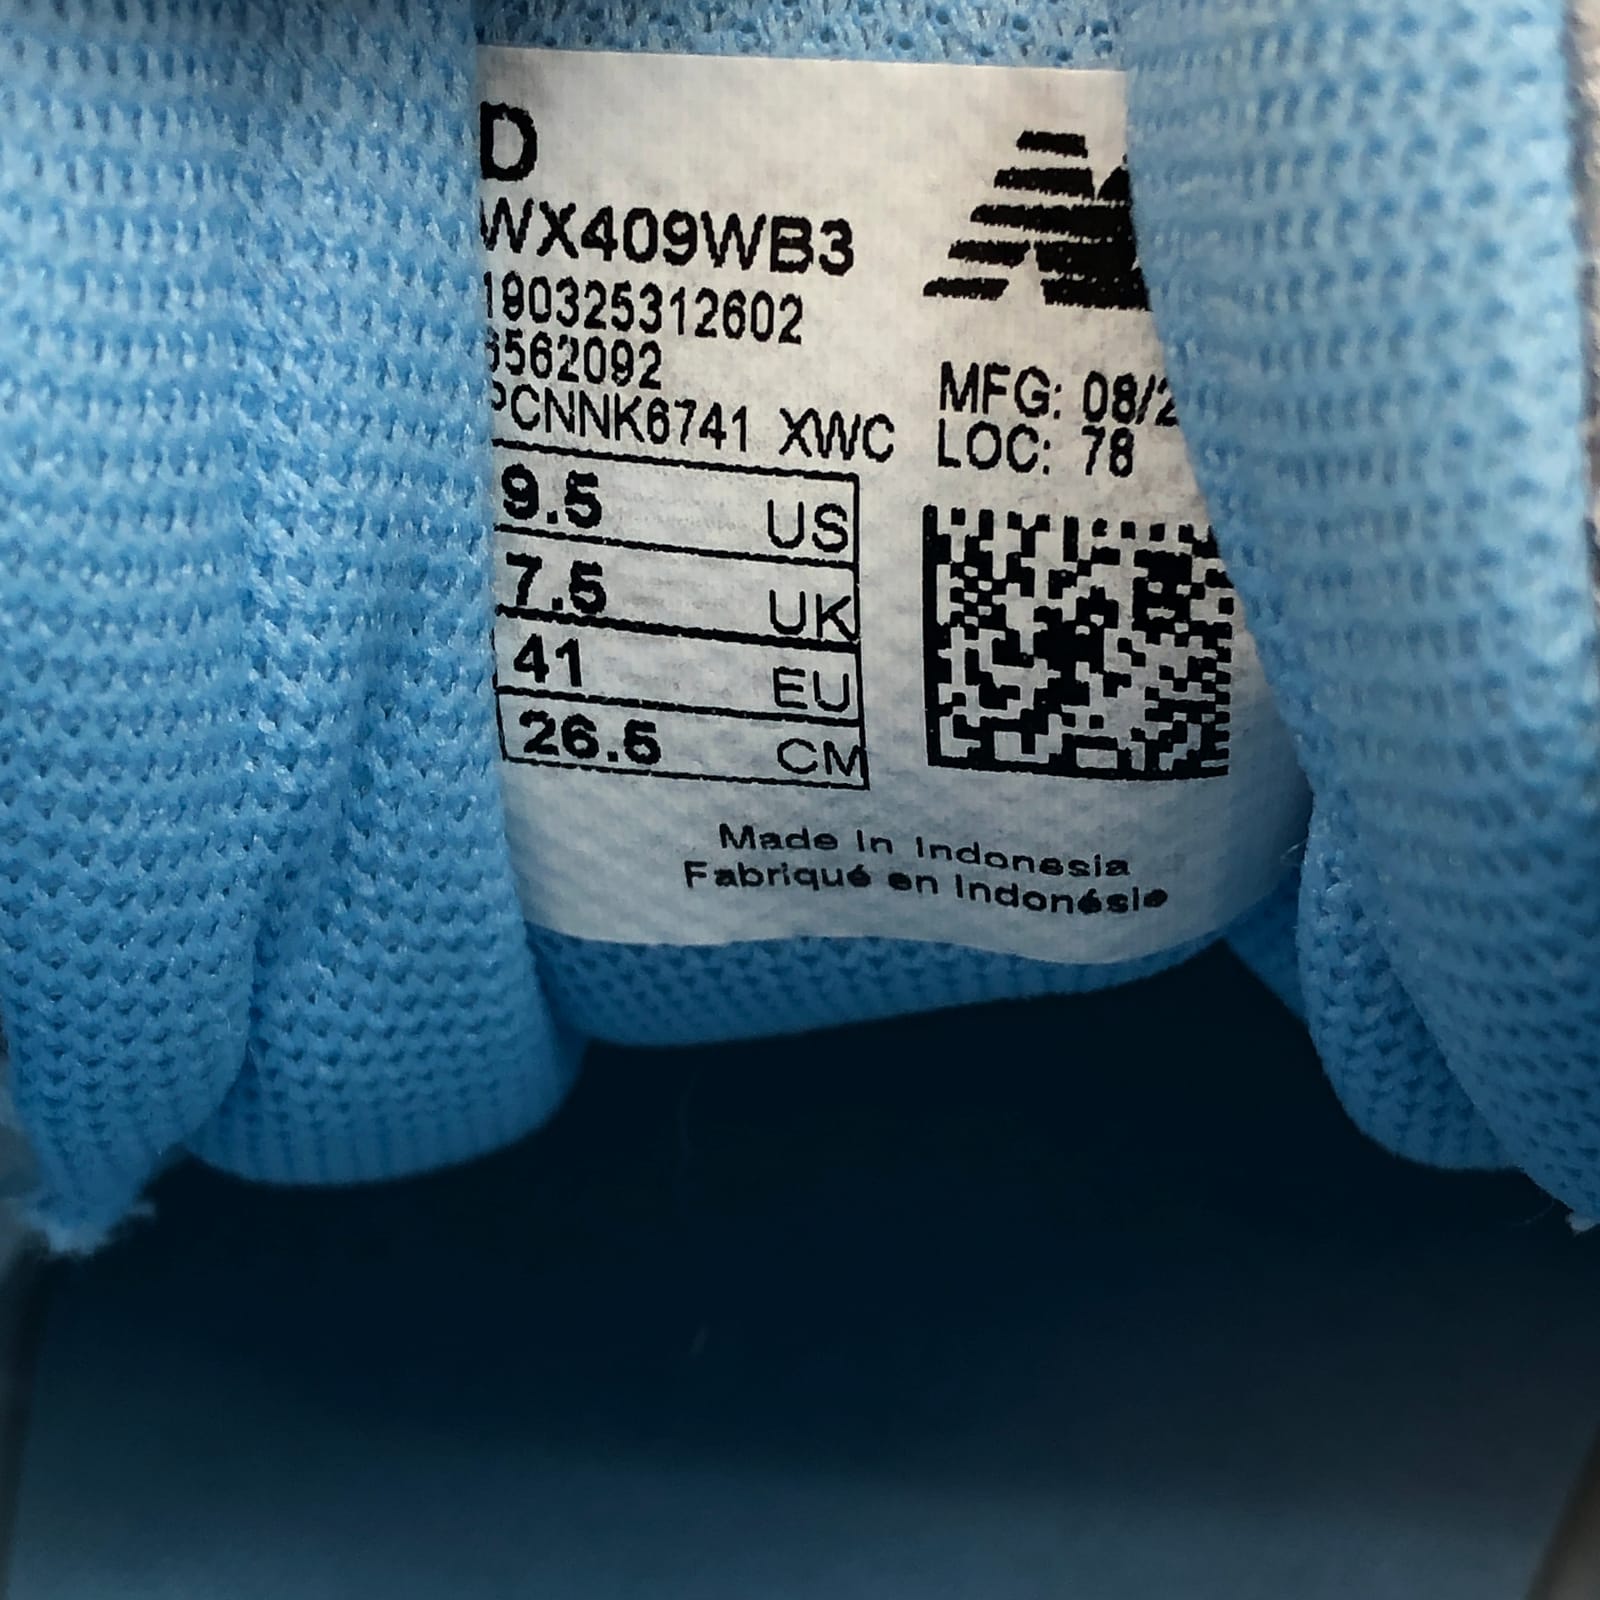 D
WX409WB3
190325312602
6562092
PCNNK6741 XWC
MFG: 08/2
LOC: 78
9.5 US
7.5 UK
41 EU
26.5 CM
Made In Indonesia
Fabriqué en Indonésie